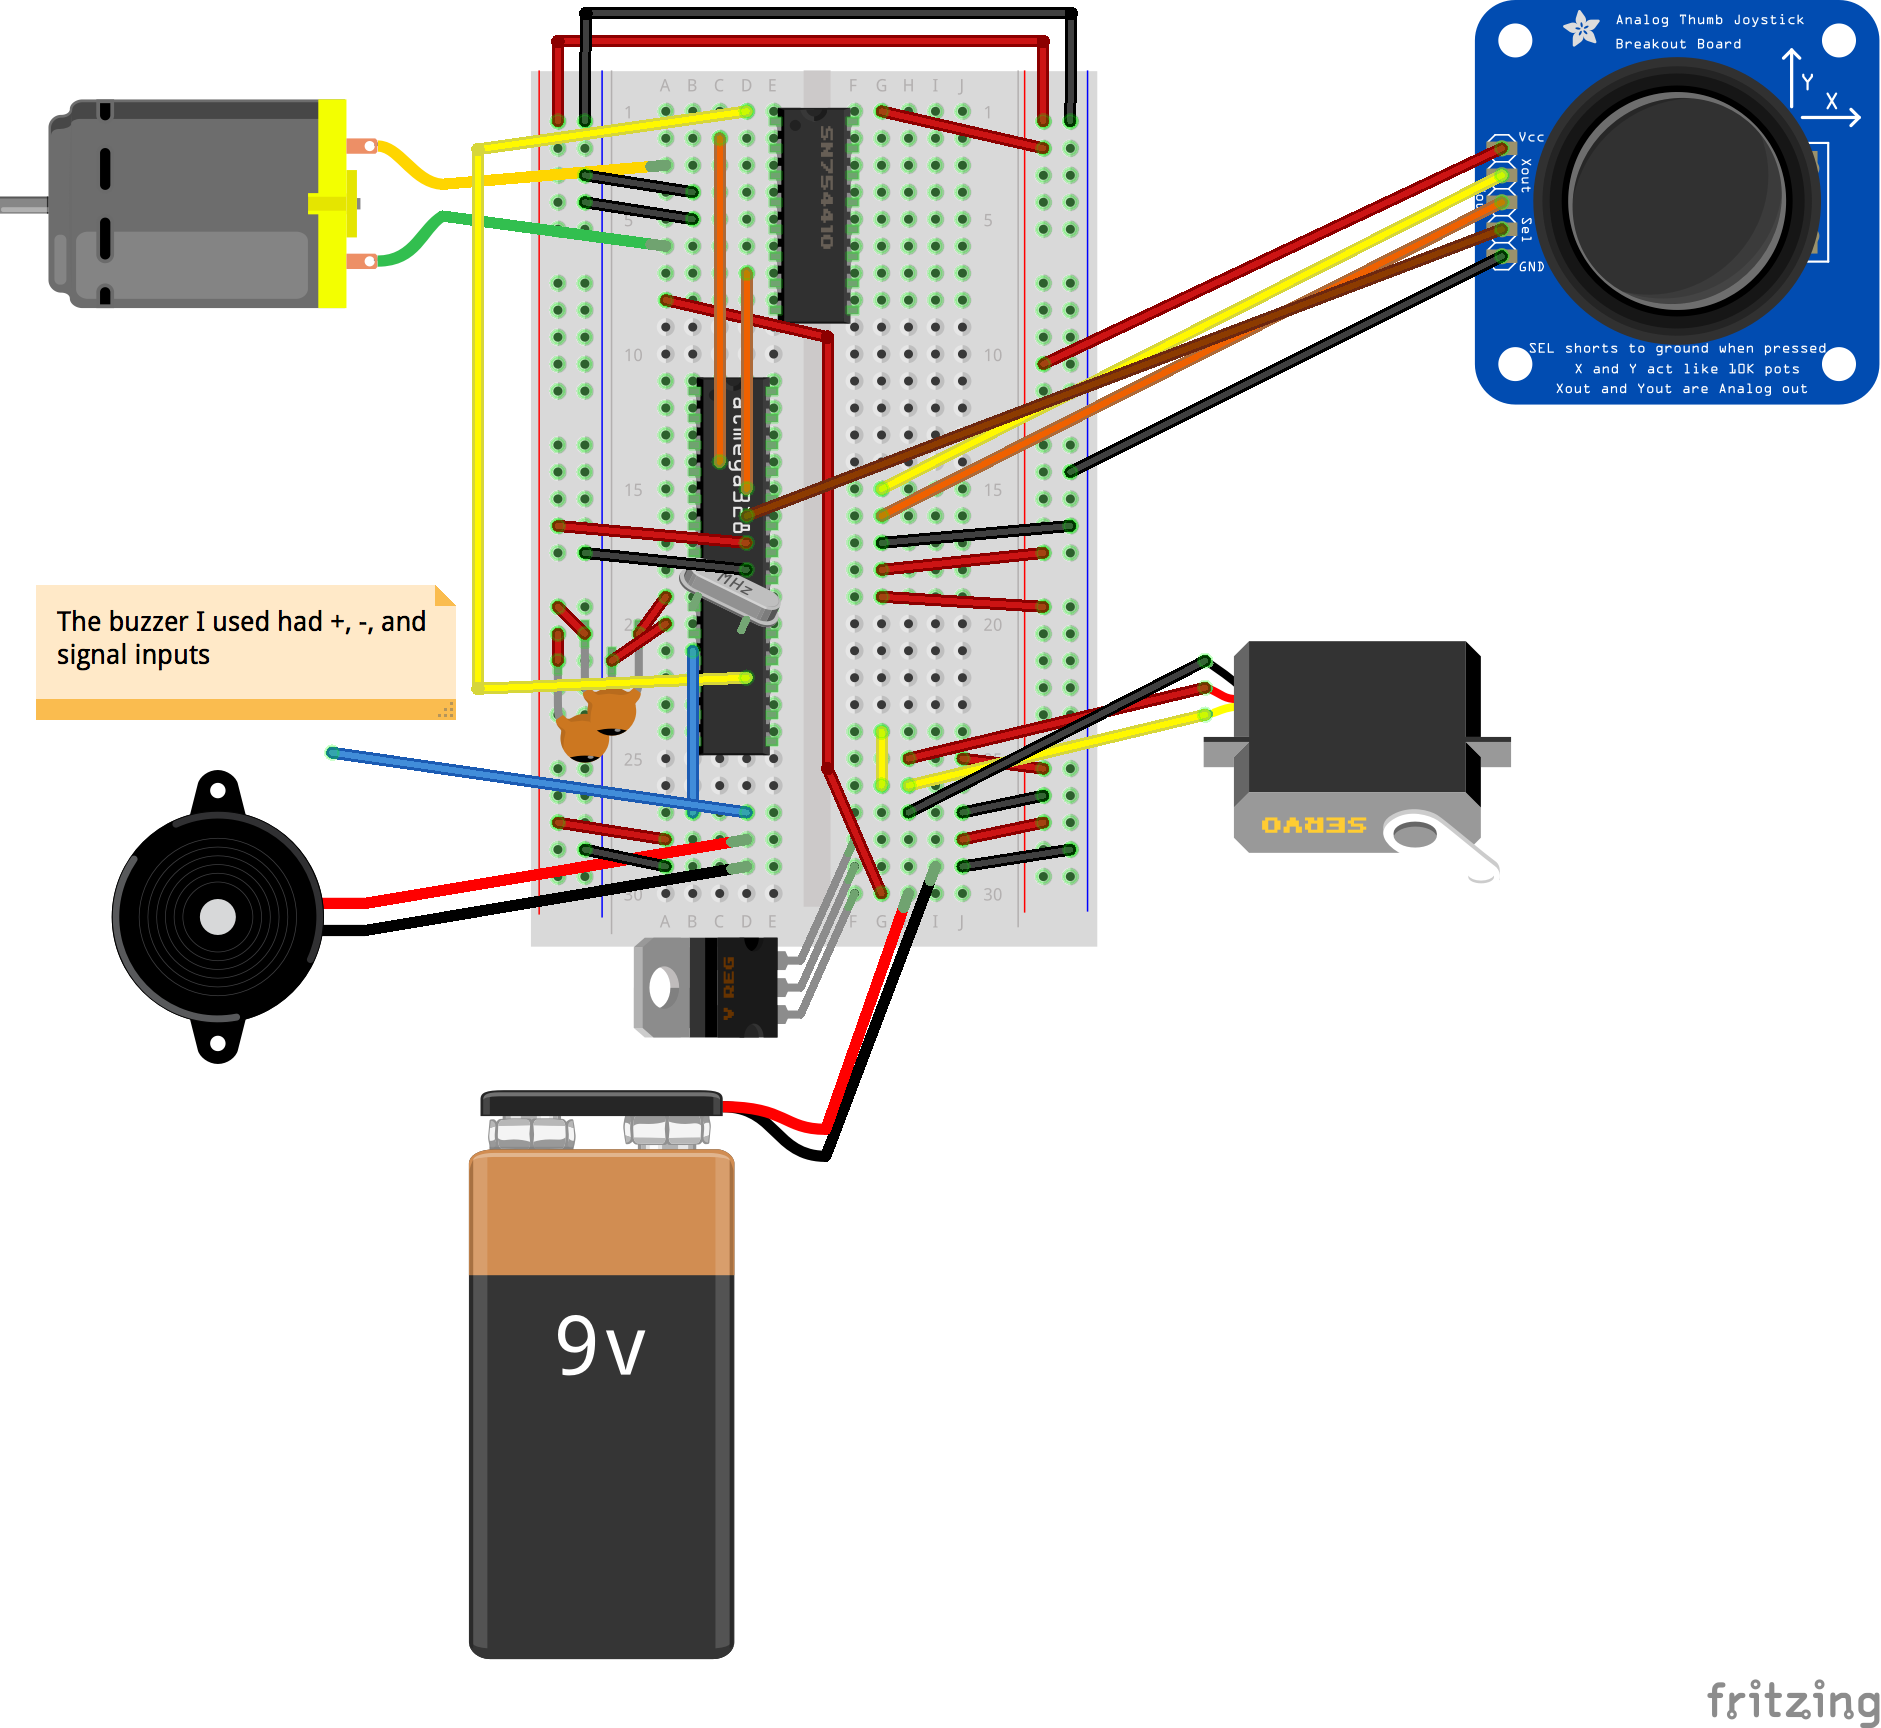 A B C D E F G H I J
1 1
5 5
10 10
15 15
20
25
30 30
A B C D E F G H I J
SN754410
atmega328
MHz
V REG
Analog Thumb Joystick
Breakout Board
Y
X
Vcc
Xout
Sel
GND
SEL shorts to ground when pressed
X and Y act like 10K pots
Xout and Yout are Analog out
The buzzer I used had +, -, and
signal inputs
SERVO
9v
fritzing